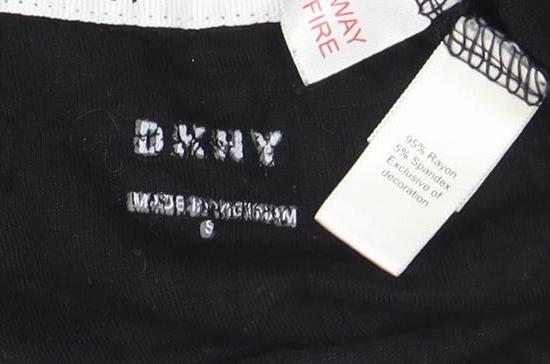 WAY
FIRE
DKNY
MADE IN VIETNAM
S
95% Rayon
5% Spandex
Exclusive of
decoration